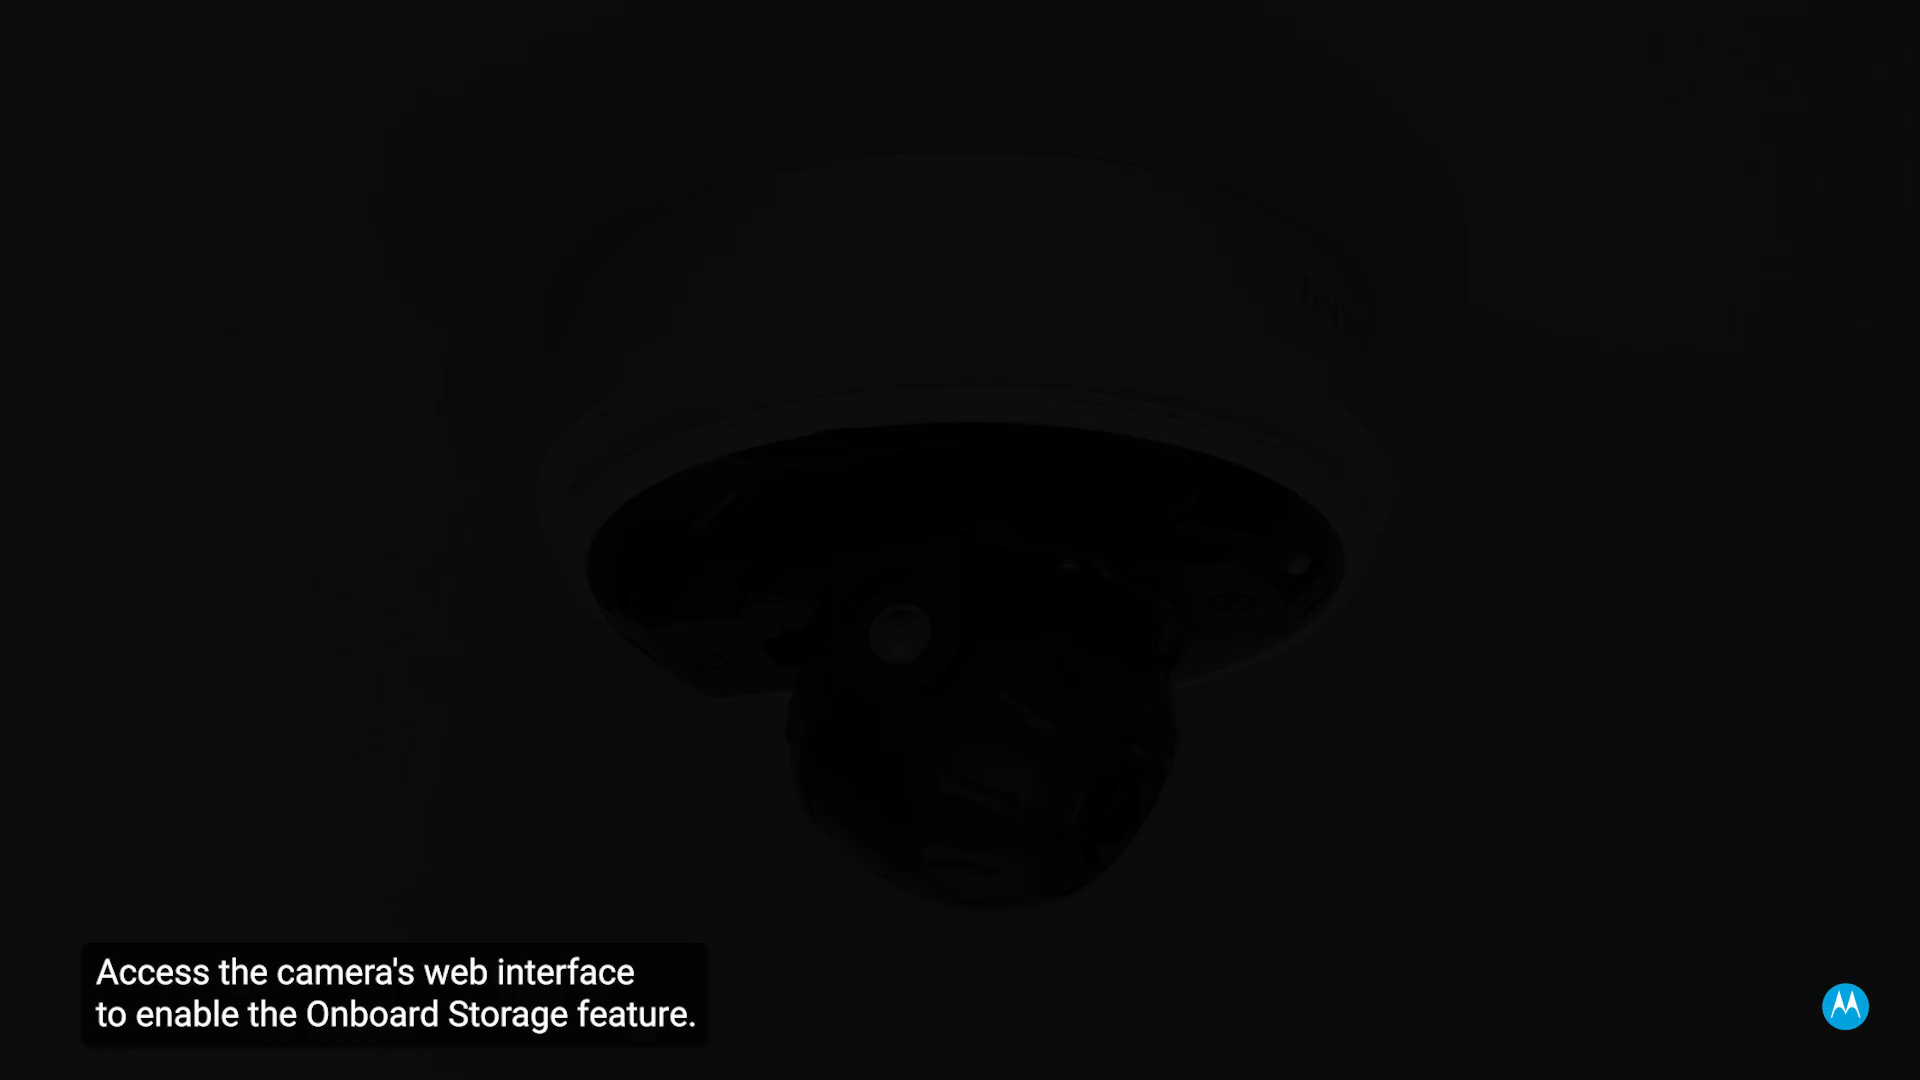 Access the camera's web interface
to enable the Onboard Storage feature.